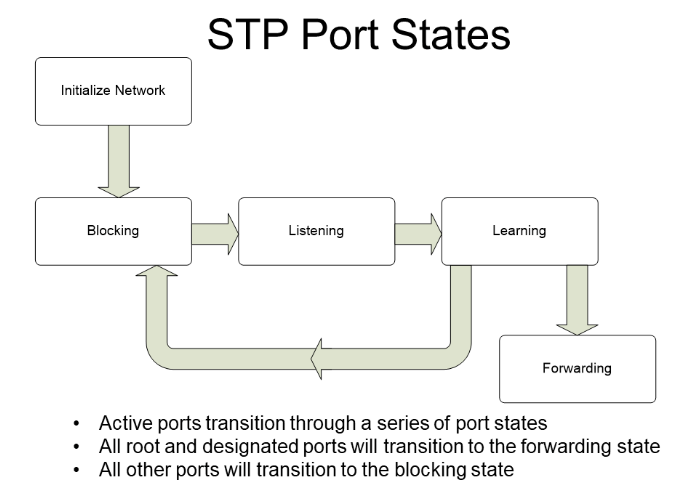 STP Port States
Initialize Network
Blocking
Listening
Learning
Forwarding
• Active ports transition through a series of port states
• All root and designated ports will transition to the forwarding state
• All other ports will transition to the blocking state